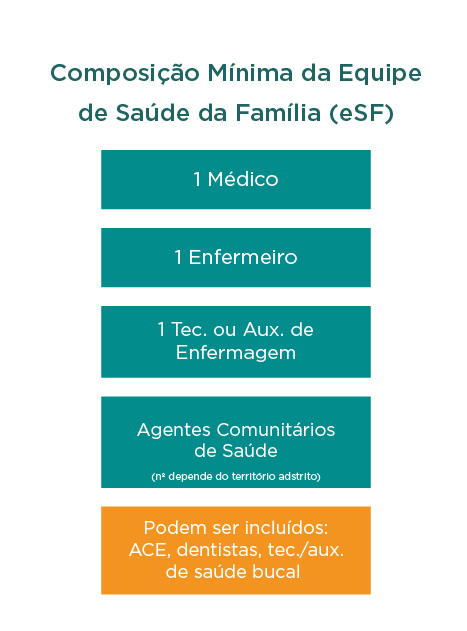 Composição Mínima da Equipe
de Saúde da Família (eSF)
1 Médico
1 Enfermeiro
1 Tec. ou Aux. de
Enfermagem
Agentes Comunitários
de Saúde
(nº depende do território adstrito)
Podem ser incluídos:
ACE, dentistas, tec./aux.
de saúde bucal